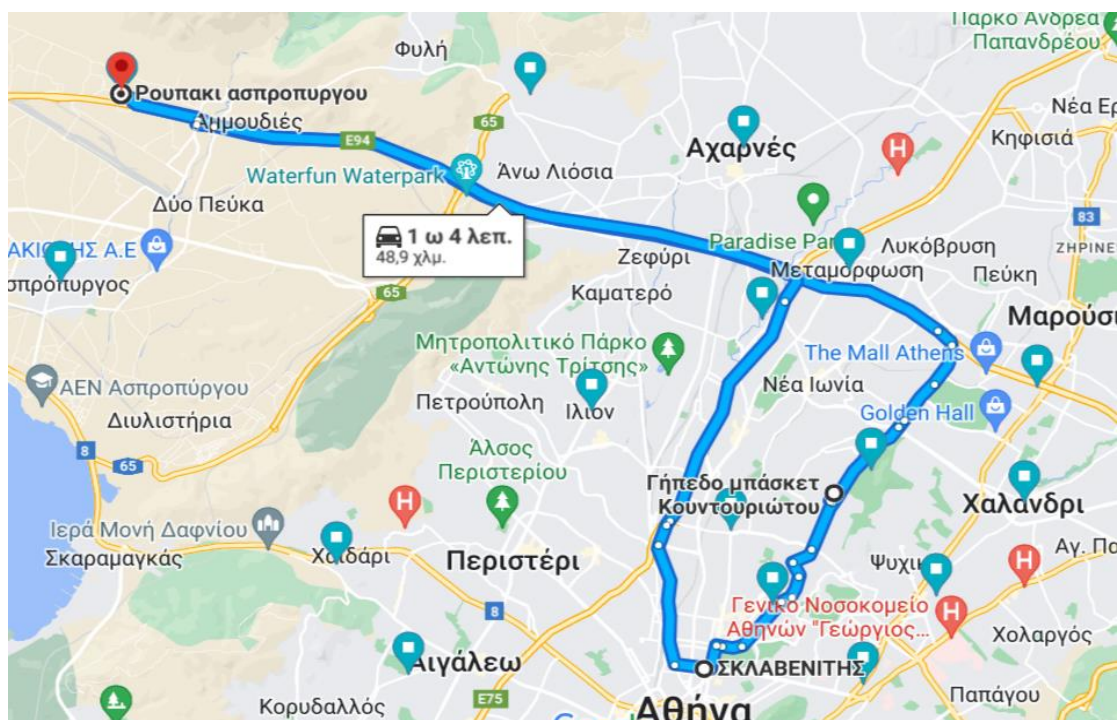 Πάρκο Ανδρέα
Παπανδρέου
Φυλή
Ρουπακι ασπροπυργου
Αμμουδιές
65
E94
Νέα Ερ
Κηφισιά
H
Αχαρνές
Waterfun Waterpark
Άνω Λιόσια
Δύο Πεύκα
83
1 ω 4 λεπ.
48,9 χλμ.
ΑΚΙΩΤΗΣ Α.Ε
σπρόπυργος
Paradise Par
Λυκόβρυση
ΖΗΡΙΝΕ
Ζεφύρι
Μεταμόρφωση
Πεύκη
65
Καματερό
Μαρούσι
Μητροπολιτικό Πάρκο
«Αντώνης Τρίτσης»
The Mall Athens
ΑΕΝ Ασπροπύργου
Νέα Ιωνία
Πετρούπολη
Ίλιον
Golden Hall
Διυλιστήρια
8
65
Άλσος
Περιστερίου
Γήπεδο μπάσκετ
Κουντουριώτου
Χαλάνδρι
H
Ιερά Μονή Δαφνίου
Σκαραμαγκάς
Χαϊδάρι
Περιστέρι
Αγ. Πα
Ψυχικ
H
8
Γενικό Νοσοκομείο
Αθηνών "Γεώργιος...
H
Χολαργός
Αιγάλεω
ΣΚΛΑΒΕΝΙΤΗΣ
E75
Παπάγου
Κορυδαλλός
Αθήνα